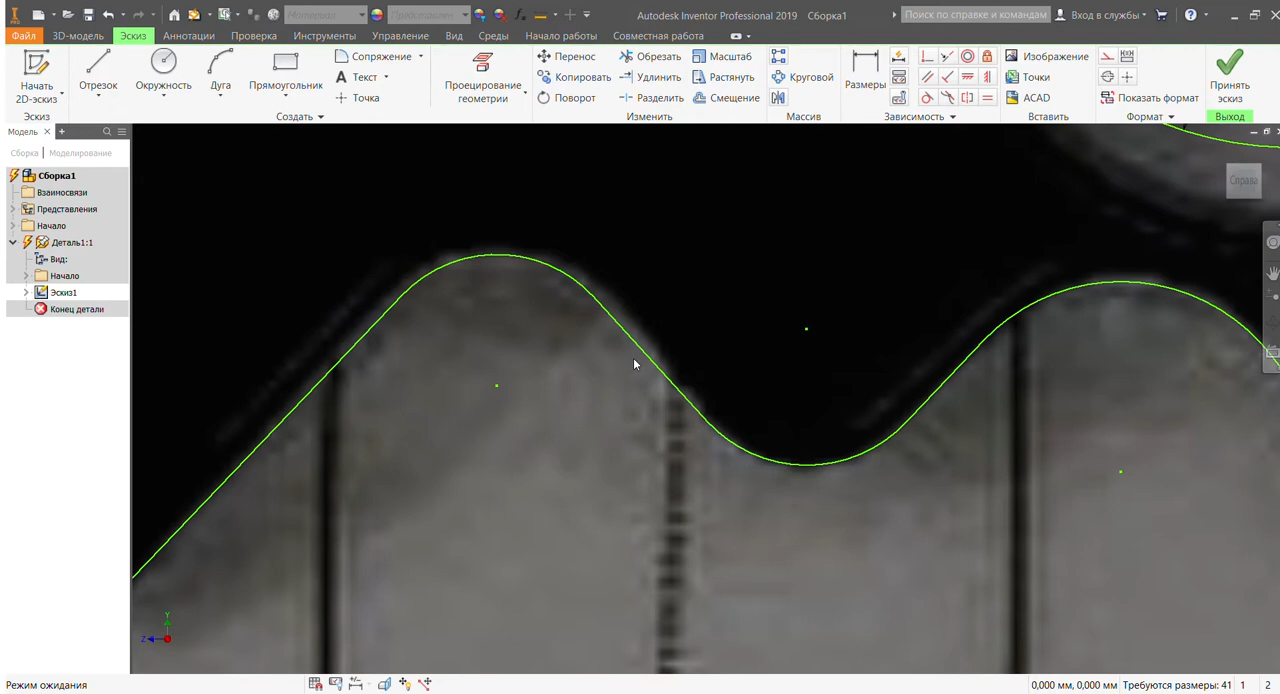 PRO
Материал
Представлен
Autodesk Inventor Professional 2019 Сборка1
Поиск по справке и командам
Вход в службы
Файл 3D-модель Эскиз Аннотации Проверка Инструменты Управление Вид Среды Начало работы Совместная работа
Начать
2D-эскиз
Отрезок
Окружность
Дуга
Прямоугольник
Сопряжение
Текст
Точка
Проецирование
геометрии
Перенос
Копировать
Поворот
Обрезать
Удлинить
Разделить
Масштаб
Растянуть
Смещение
Круговой
Размеры
Изображение
Точки
ACAD
Показать формат
Принять
эскиз
Эскиз
Создать
Изменить
Массив
Зависимость
Вставить
Формат
Выход
Модель
Сборка Моделирование
Сборка1
Взаимосвязи
Представления
Начало
Деталь1:1
Вид:
Начало
Эскиз1
Конец детали
Справа
Y
Z
Режим ожидания
0,000 мм, 0,000 мм Требуются размеры: 41 1 2